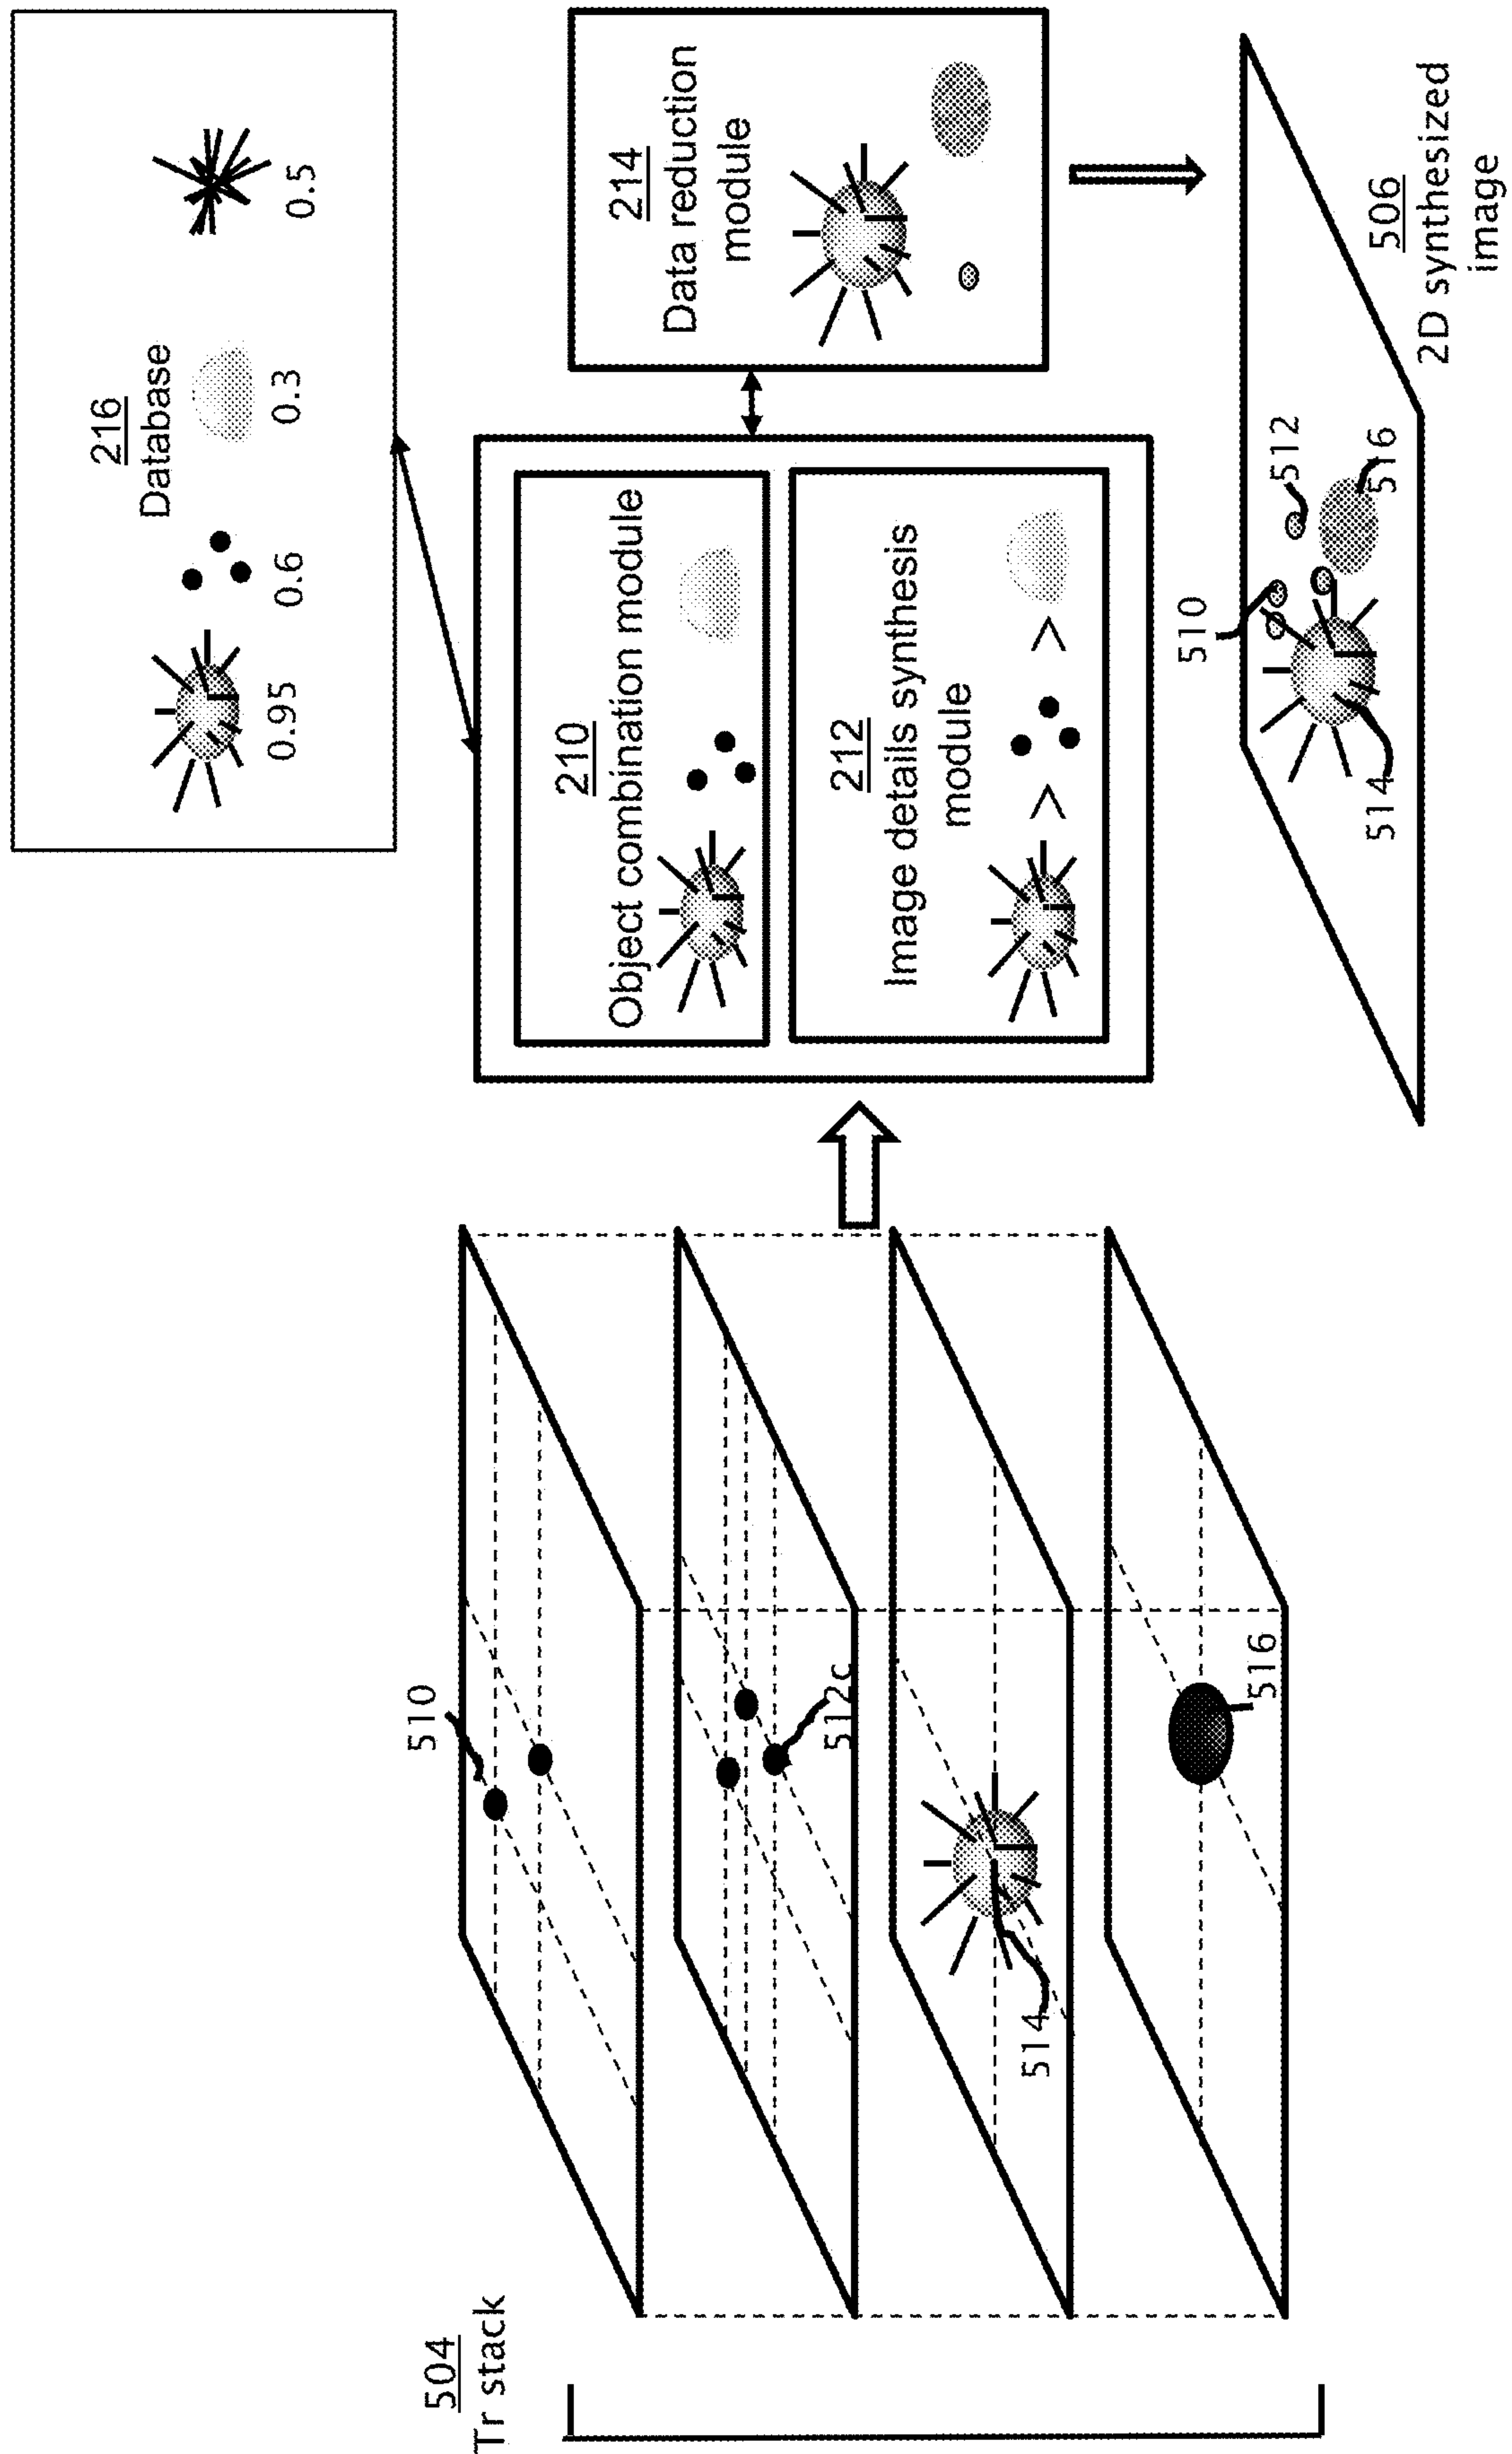 504
Tr stack
510
512c
514
516
216
Database
0.95
0.6
0.3
0.5
210
Object combination module
212
Image details synthesis
module
> >
214
Data reduction
module
510
512
514
516
506
2D synthesized
image